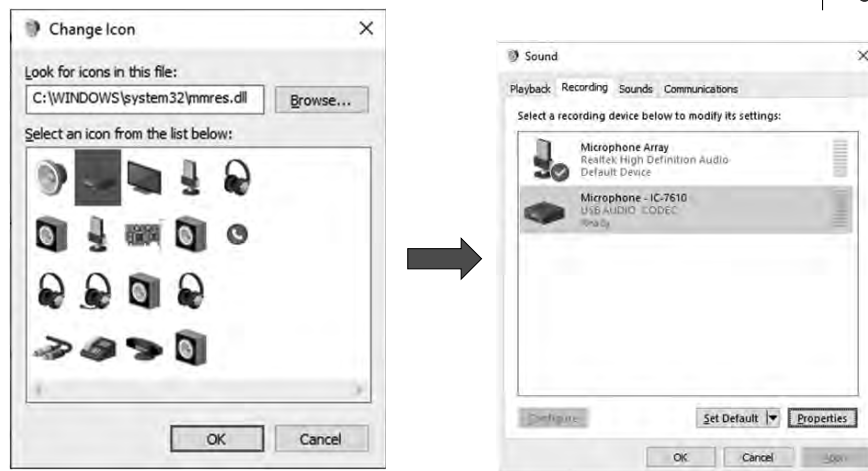 Change Icon
Look for icons in this file:
C:\WINDOWS\system32\mmres.dll
Browse...
Select an icon from the list below:
OK
Cancel
Sound
Playback
Recording
Sounds
Communications
Select a recording device below to modify its settings:
Microphone Array
Realtek High Definition Audio
Default Device
Microphone - IC-7610
USB AUDIO CODEC
Ready
Configure
Set Default
Properties
OK
Cancel
Apply